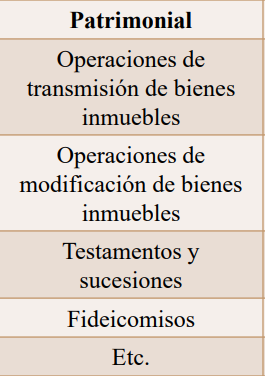 Patrimonial
Operaciones de
transmisión de bienes
inmuebles
Operaciones de
modificación de bienes
inmuebles
Testamentos y
sucesiones
Fideicomisos
Etc.